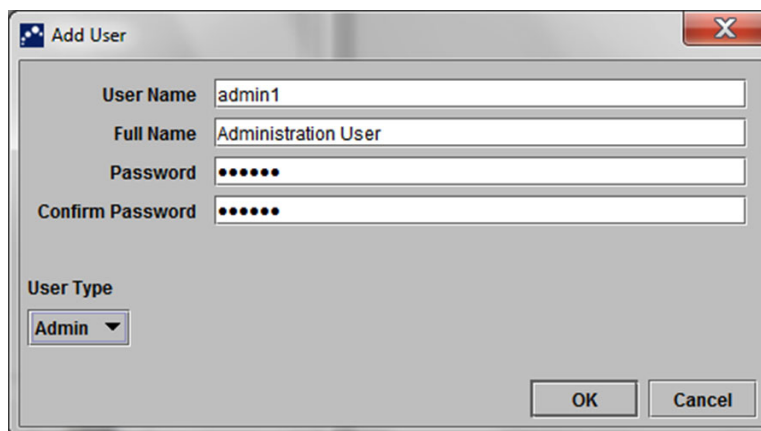 Add User
User Name admin1
Full Name Administration User
Password ••••••
Confirm Password ••••••
User Type
Admin
OK Cancel